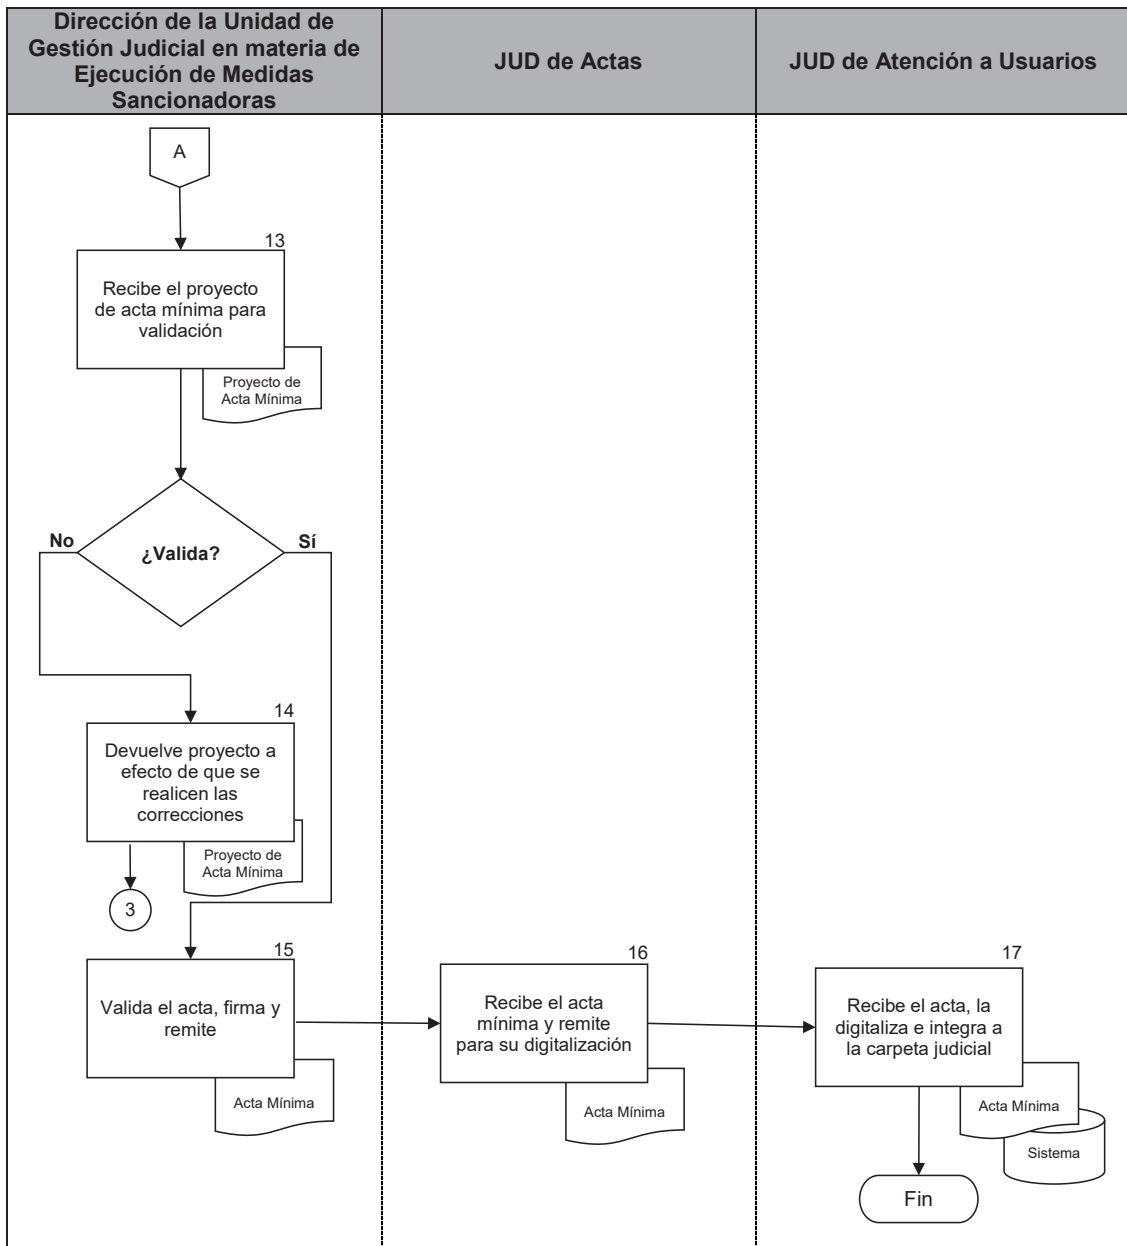 Dirección de la Unidad de
Gestión Judicial en materia de
Ejecución de Medidas
Sancionadoras
JUD de Actas
JUD de Atención a Usuarios
A
13
Recibe el proyecto
de acta mínima para
validación
Proyecto de
Acta Mínima
¿Valida?
No
Sí
14
Devuelve proyecto a
efecto de que se
realicen las
correcciones
Proyecto de
Acta Mínima
3
15
Valida el acta, firma y
remite
Acta Mínima
16
Recibe el acta
mínima y remite
para su digitalización
Acta Mínima
17
Recibe el acta, la
digitaliza e integra a
la carpeta judicial
Acta Mínima
Sistema
Fin